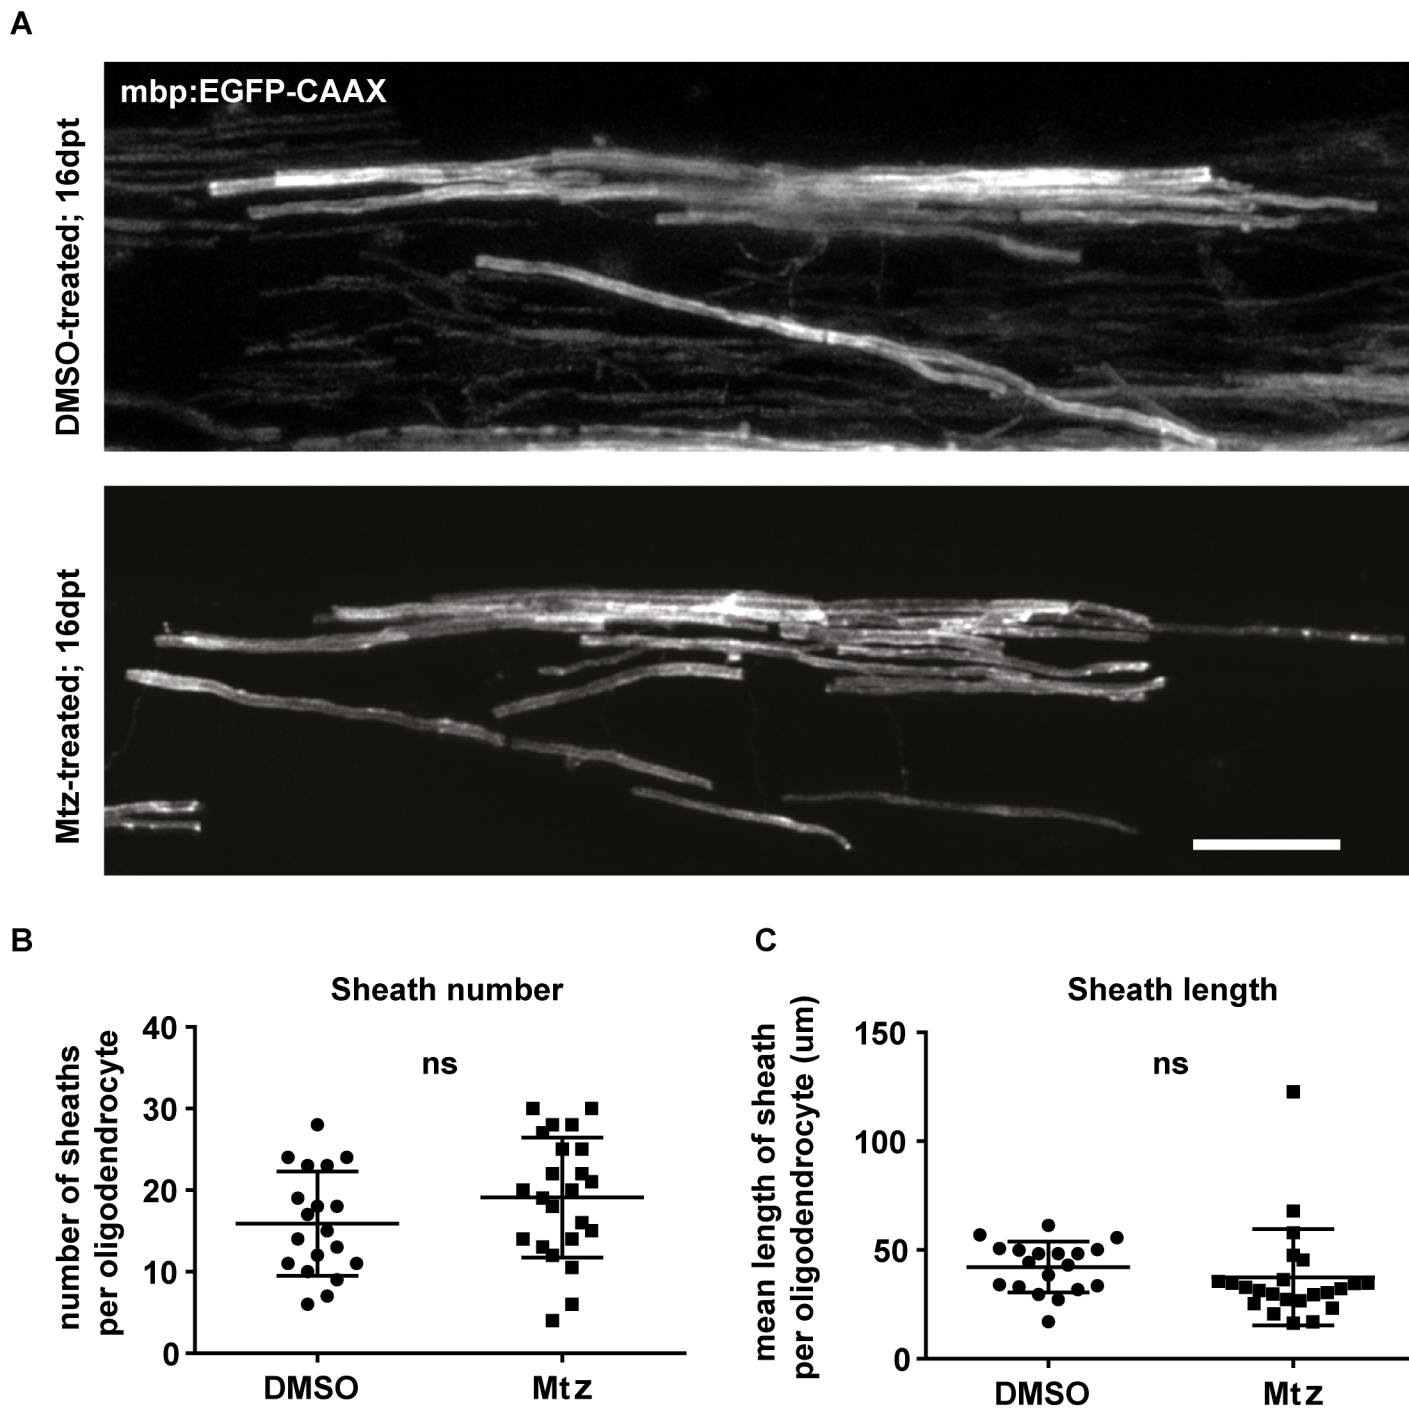 A
mbp:EGFP-CAAX
DMSO-treated; 16dpt
Mtz-treated; 16dpt
B
Sheath number
number of sheaths
per oligodendrocyte
40
30
20
10
0
ns
DMSO
Mtz
C
Sheath length
mean length of sheath
per oligodendrocyte (um)
150
100
50
0
ns
DMSO
Mtz